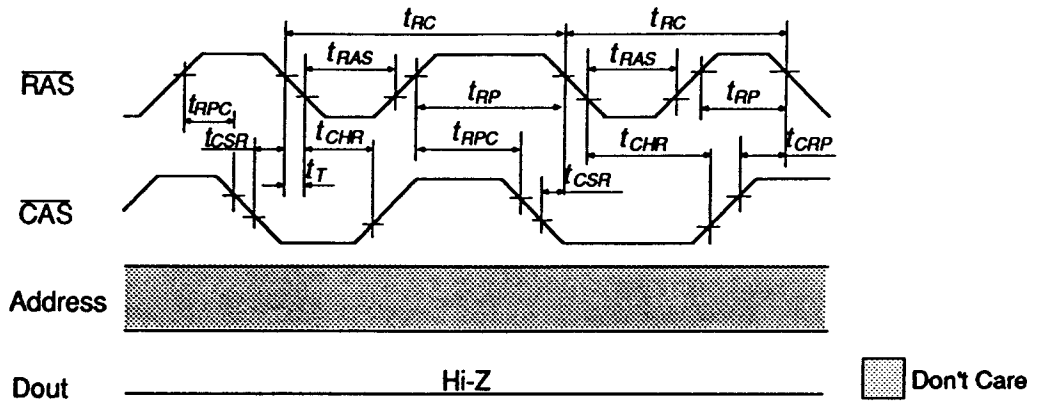 tRC tRC
RAS tRAS tRAS
tRP tRP
tRPC
tCSR tCHR tRPC tCHR tCRP
tT tCSR
CAS
Address
Dout Hi-Z Don't Care